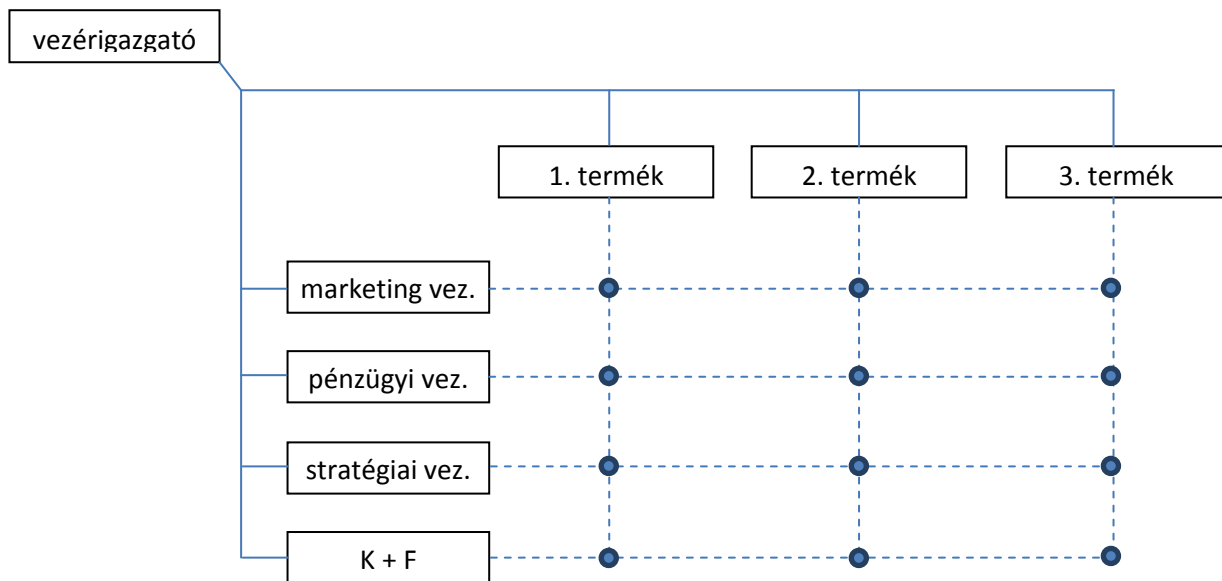 vezérigazgató
1. termék
2. termék
3. termék
marketing vez.
pénzügyi vez.
stratégiai vez.
K + F